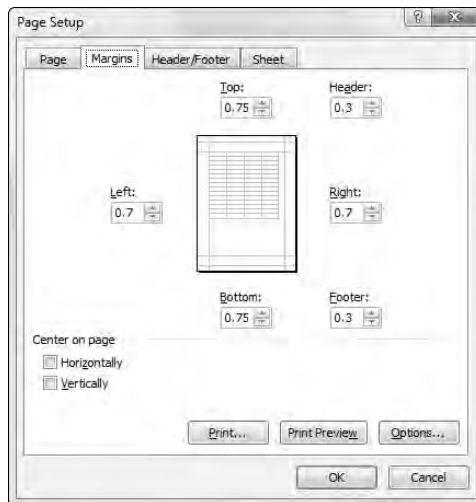 Page Setup
Page Margins Header/Footer Sheet
Top: Header:
0.75 0.3
Left: Right:
0.7 0.7
Bottom: Footer:
0.75 0.3
Center on page
Horizontally
Vertically
Print... Print Preview Options...
OK Cancel